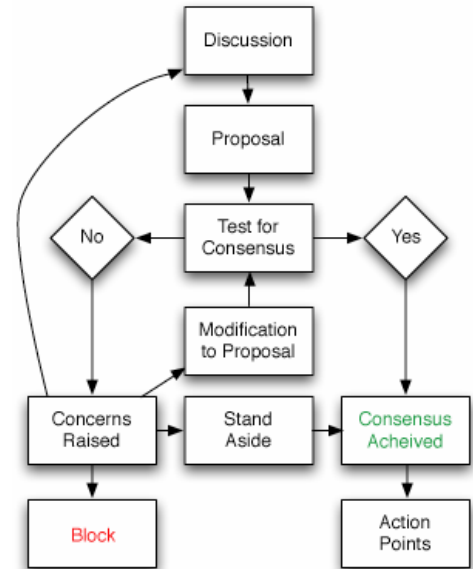 Discussion
Proposal
No
Test for
Consensus
Yes
Modification
to Proposal
Concerns
Raised
Stand
Aside
Consensus
Acheived
Block
Action
Points